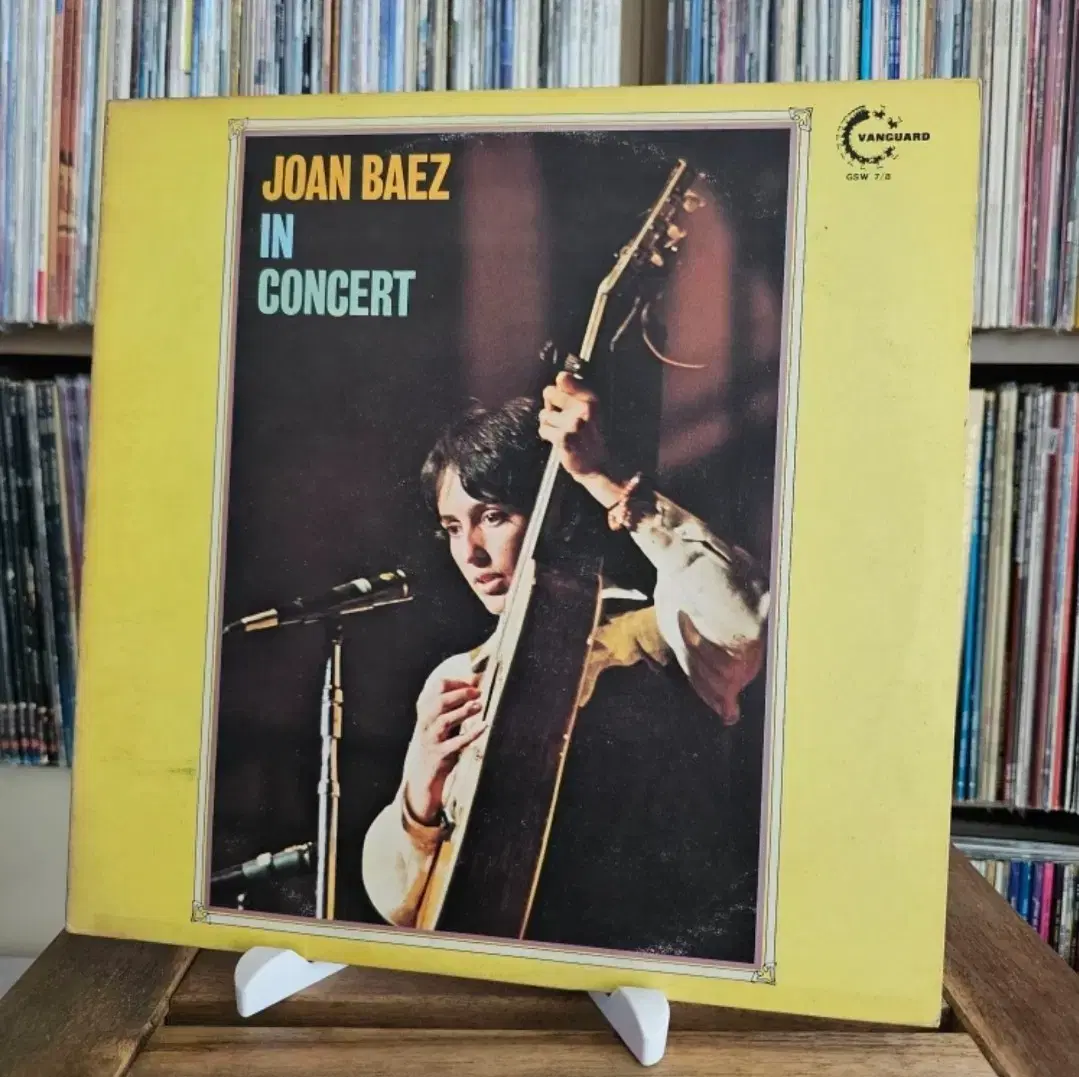 JOAN BAEZ
IN
CONCERT
VANGUARD
GSW 7/8